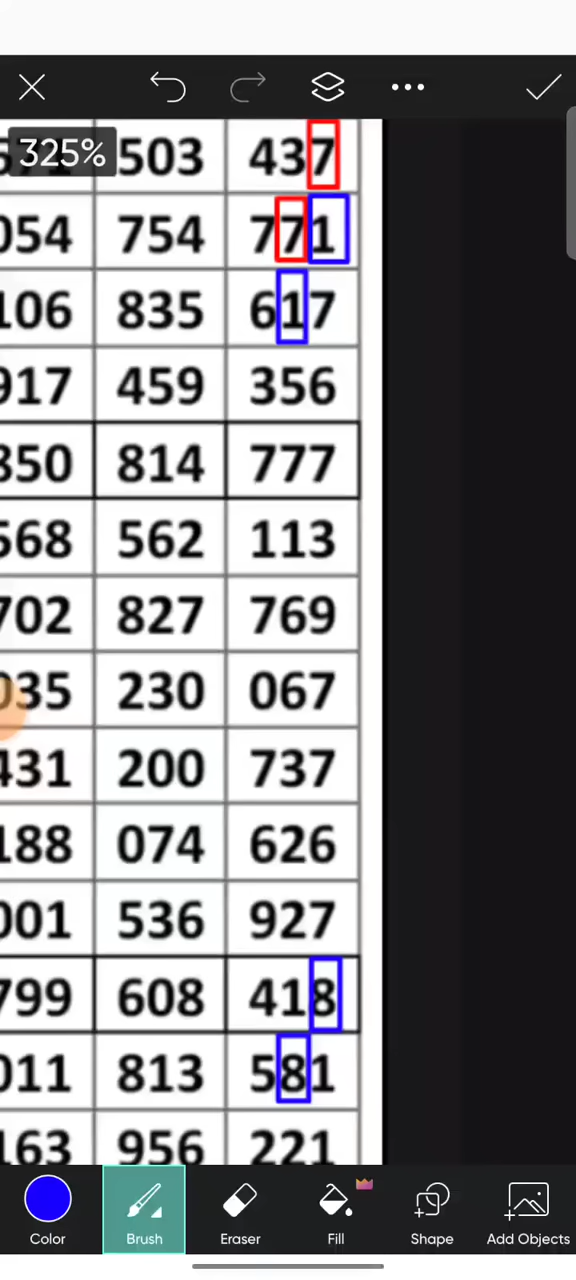 325% 503 437
054 754 771
106 835 617
917 459 356
350 814 777
568 562 113
702 827 769
035 230 067
431 200 737
188 074 626
001 536 927
799 608 418
011 813 581
163 956 221
Color Brush Eraser Fill Shape Add Objects